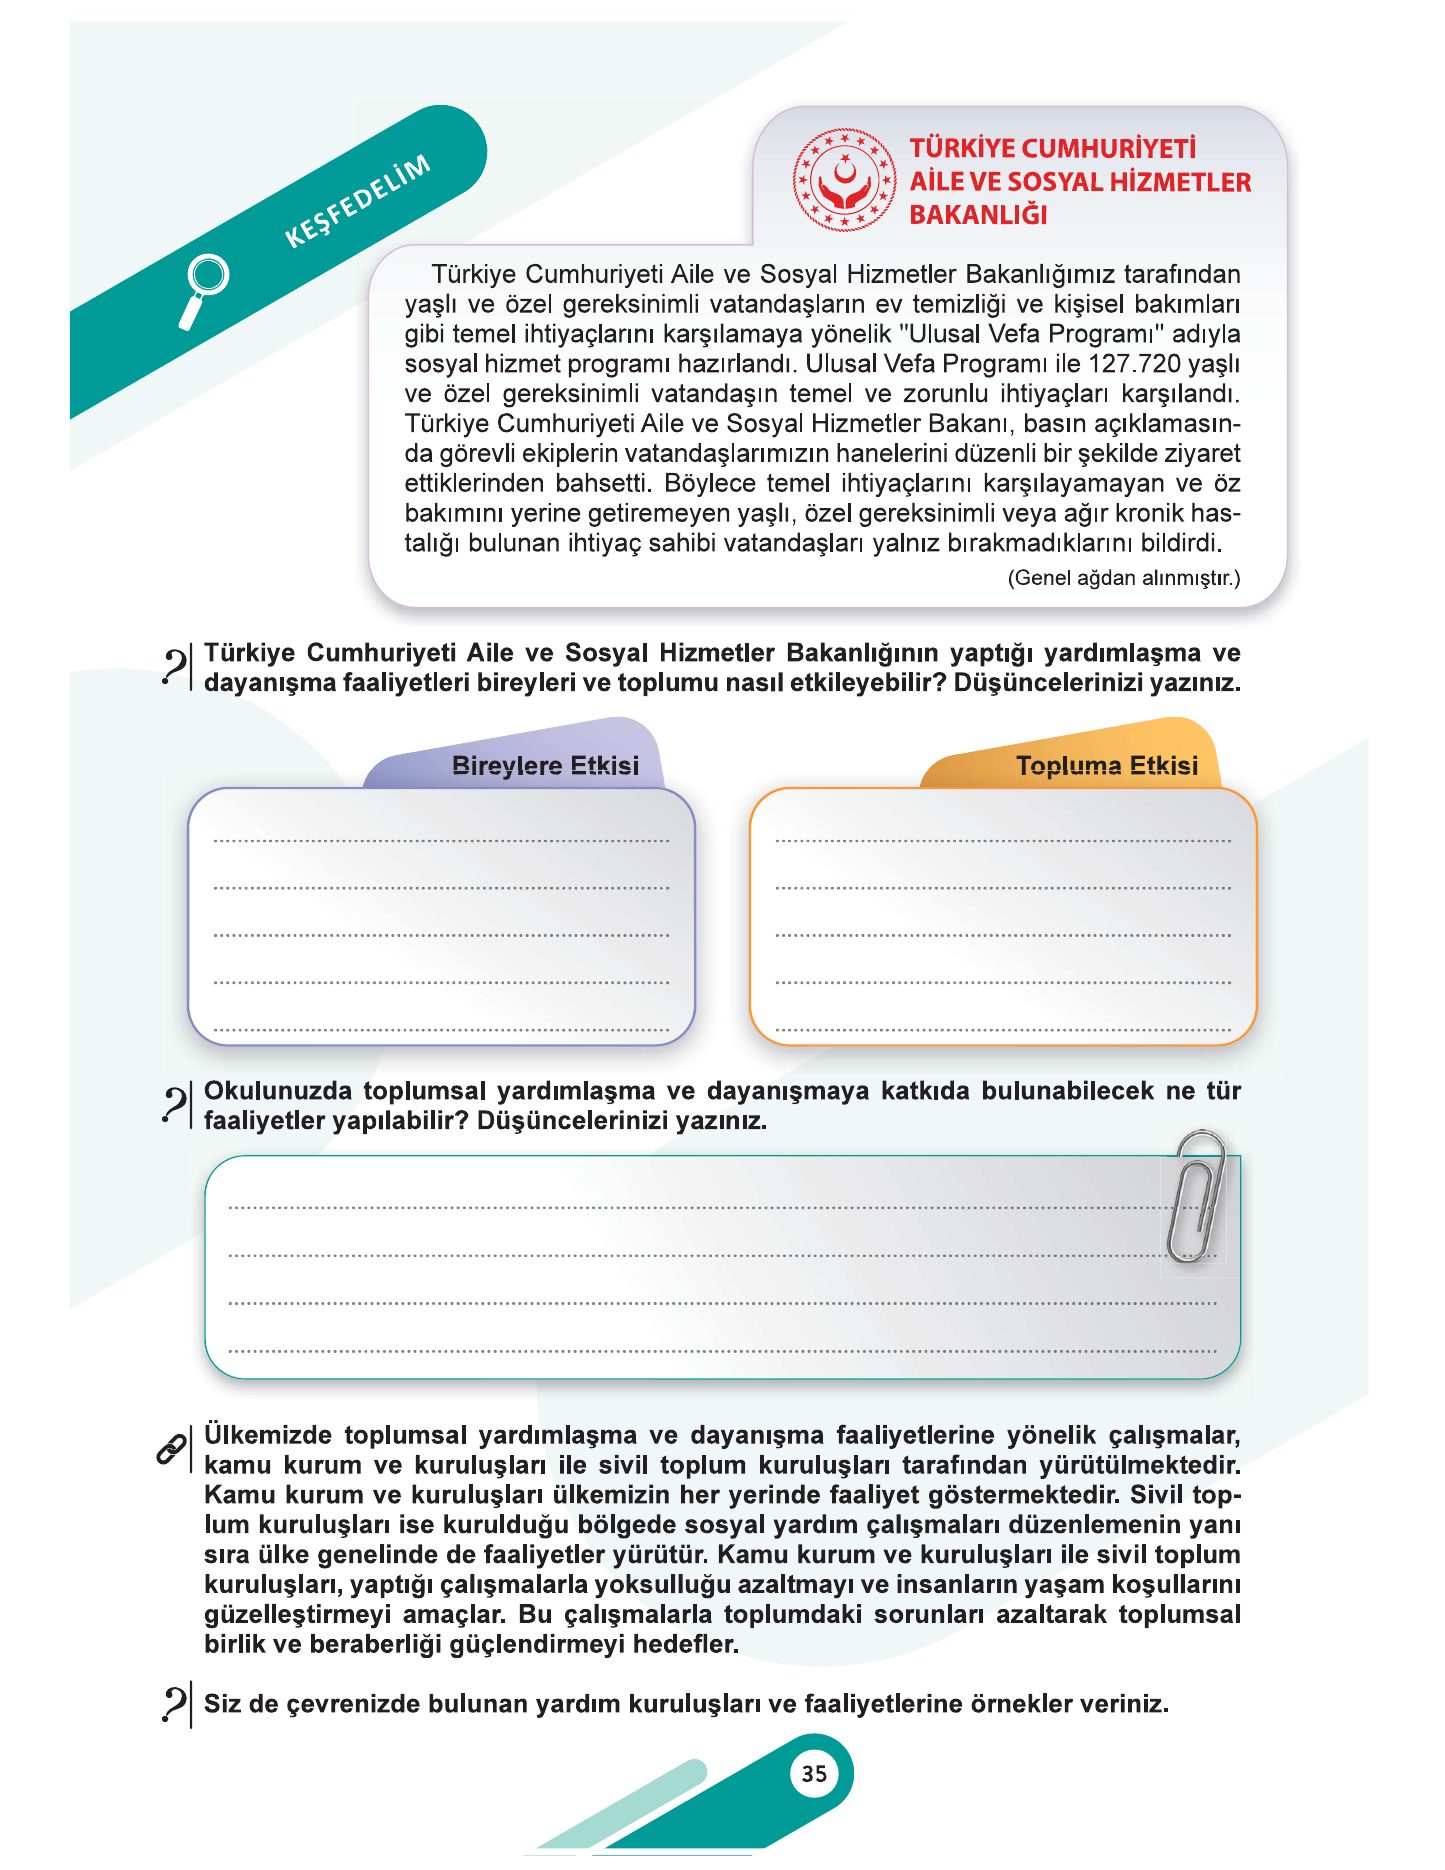 KEŞFEDELİM
TÜRKİYE CUMHURİYETİ
AİLE VE SOSYAL HİZMETLER
BAKANLIĞI
Türkiye Cumhuriyeti Aile ve Sosyal Hizmetler Bakanlığımız tarafından
yaşlı ve özel gereksinimli vatandaşların ev temizliği ve kişisel bakımları
gibi temel ihtiyaçlarını karşılamaya yönelik "Ulusal Vefa Programı" adıyla
sosyal hizmet programı hazırlandı. Ulusal Vefa Programı ile 127.720 yaşlı
ve özel gereksinimli vatandaşın temel ve zorunlu ihtiyaçları karşılandı.
Türkiye Cumhuriyeti Aile ve Sosyal Hizmetler Bakanı, basın açıklamasın-
da görevli ekiplerin vatandaşlarımızın hanelerini düzenli bir şekilde ziyaret
ettiklerinden bahsetti. Böylece temel ihtiyaçlarını karşılayamayan ve öz
bakımını yerine getiremeyen yaşlı, özel gereksinimli veya ağır kronik has-
talığı bulunan ihtiyaç sahibi vatandaşları yalnız bırakmadıklarını bildirdi.
(Genel ağdan alınmıştır.)
? Türkiye Cumhuriyeti Aile ve Sosyal Hizmetler Bakanlığının yaptığı yardımlaşma ve
dayanışma faaliyetleri bireyleri ve toplumu nasıl etkileyebilir? Düşüncelerinizi yazınız.
Bireylere Etkisi
Topluma Etkisi
? Okulunuzda toplumsal yardımlaşma ve dayanışmaya katkıda bulunabilecek ne tür
faaliyetler yapılabilir? Düşüncelerinizi yazınız.
Ülkemizde toplumsal yardımlaşma ve dayanışma faaliyetlerine yönelik çalışmalar,
kamu kurum ve kuruluşları ile sivil toplum kuruluşları tarafından yürütülmektedir.
Kamu kurum ve kuruluşları ülkemizin her yerinde faaliyet göstermektedir. Sivil top-
lum kuruluşları ise kurulduğu bölgede sosyal yardım çalışmaları düzenlemenin yanı
sıra ülke genelinde de faaliyetler yürütür. Kamu kurum ve kuruluşları ile sivil toplum
kuruluşları, yaptığı çalışmalarla yoksulluğu azaltmayı ve insanların yaşam koşullarını
güzelleştirmeyi amaçlar. Bu çalışmalarla toplumdaki sorunları azaltarak toplumsal
birlik ve beraberliği güçlendirmeyi hedefler.
? Siz de çevrenizde bulunan yardım kuruluşları ve faaliyetlerine örnekler veriniz.
35